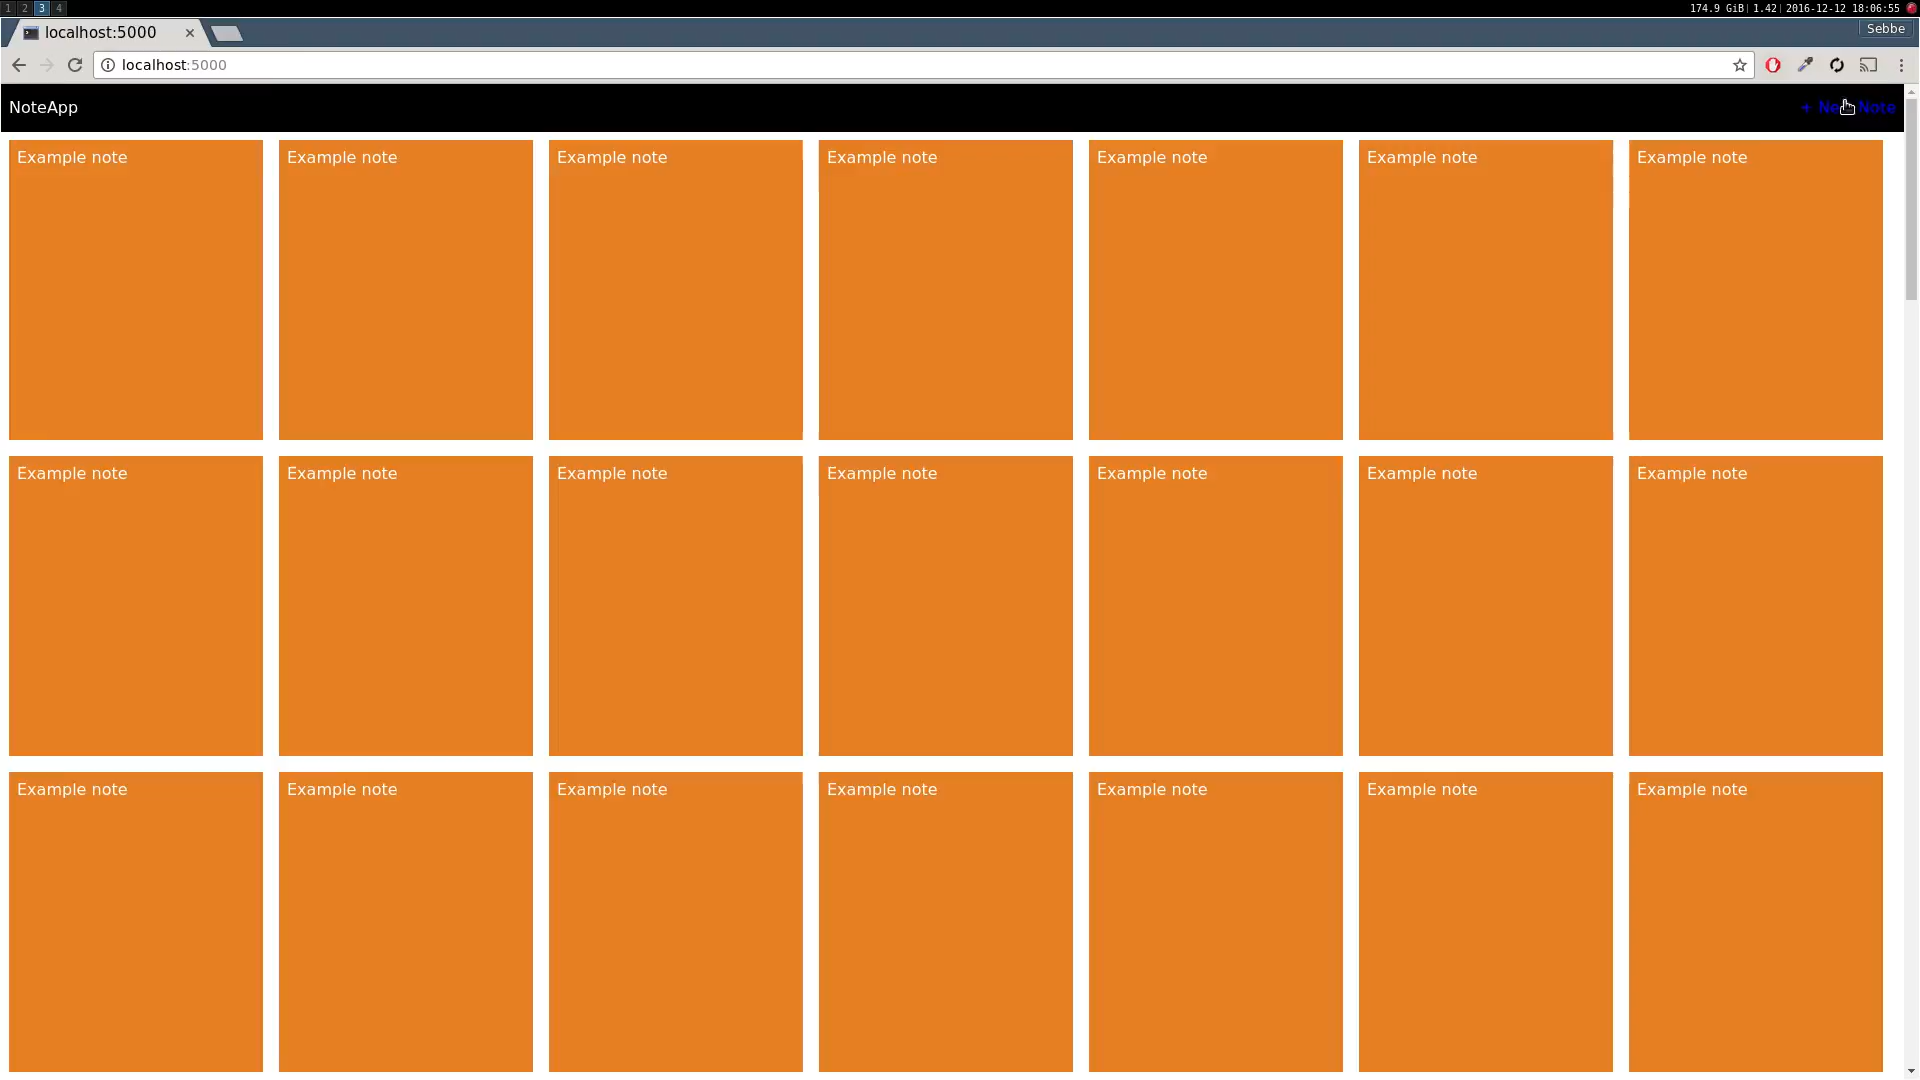 1 2 3 4 174.9 GiB| 1.42| 2016-12-12 18:06:55
localhost:5000 Sebbe
localhost:5000
NoteApp + New Note
Example note Example note Example note Example note Example note Example note Example note
Example note Example note Example note Example note Example note Example note Example note
Example note Example note Example note Example note Example note Example note Example note